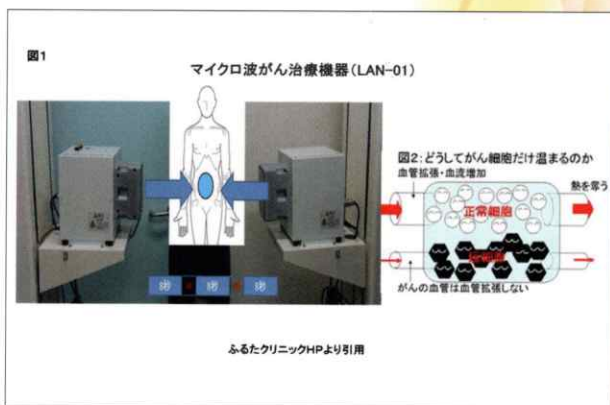 図1
マイクロ波がん治療機器(LAN-01)
図2:どうしてがん細胞だけ温まるのか
血管拡張・血流増加
熱を奪う
正常細胞
がんの血管は血管拡張しない
ふるたクリニックHPより引用